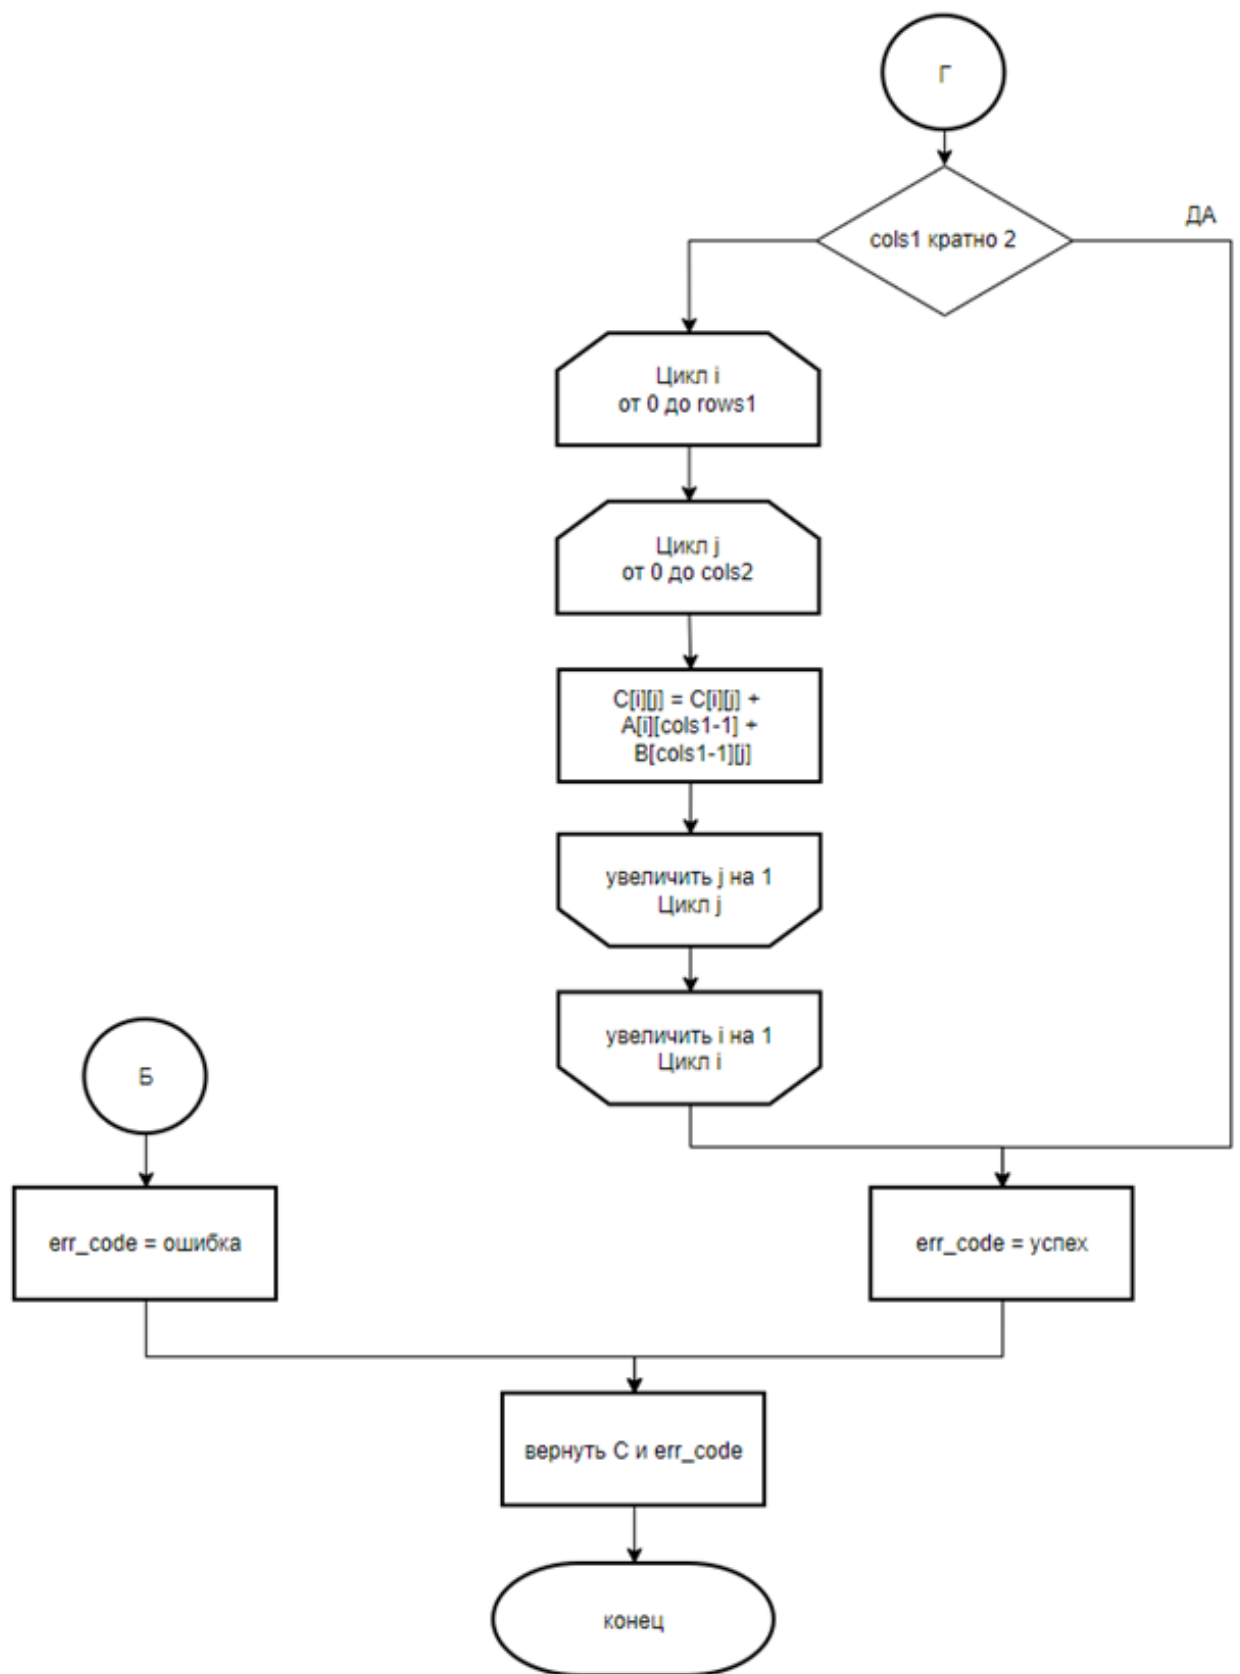 Г
ДА
cols1 кратно 2
Цикл i
от 0 до rows1
Цикл j
от 0 до cols2
C[i][j] = C[i][j] +
A[i][cols1-1] +
B[cols1-1][j]
увеличить j на 1
Цикл j
увеличить i на 1
Цикл i
Б
err_code = ошибка
err_code = успех
вернуть С и err_code
конец